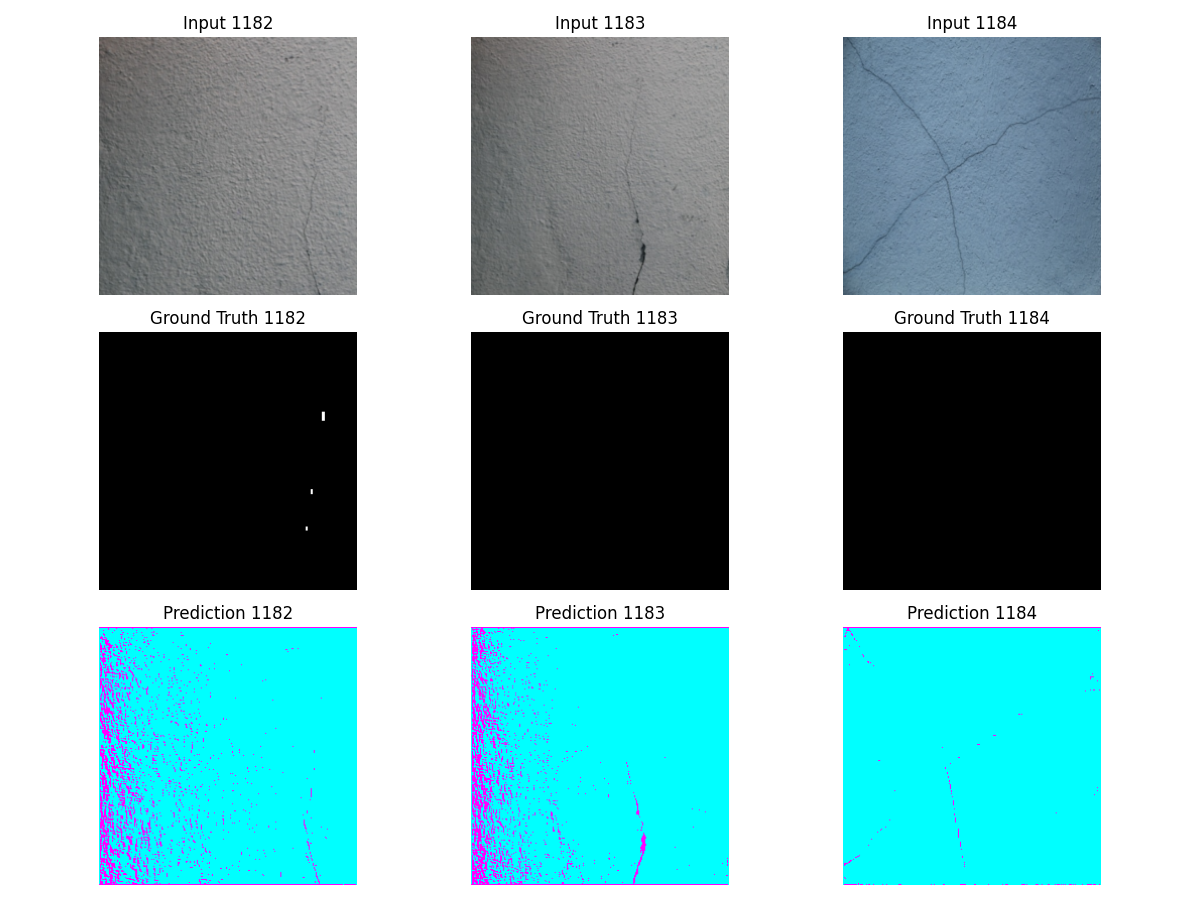 Input 1182
Input 1183
Input 1184
Ground Truth 1182
Ground Truth 1183
Ground Truth 1184
Prediction 1182
Prediction 1183
Prediction 1184